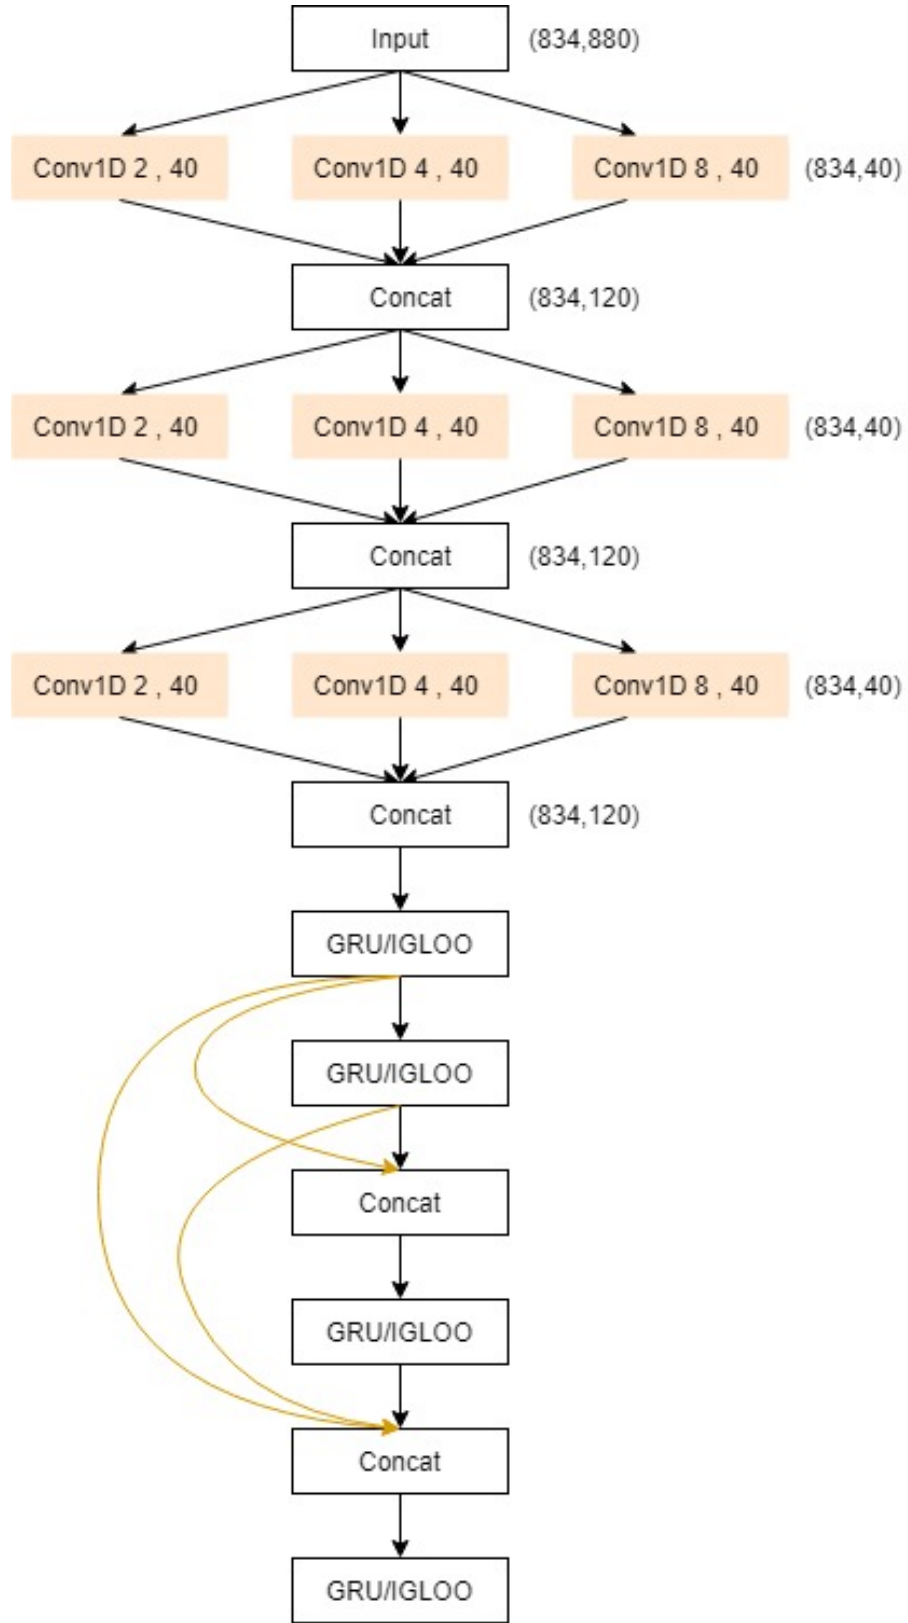 Input (834,880)
Conv1D 2 , 40 Conv1D 4 , 40 Conv1D 8 , 40 (834,40)
Concat (834,120)
Conv1D 2 , 40 Conv1D 4 , 40 Conv1D 8 , 40 (834,40)
Concat (834,120)
Conv1D 2 , 40 Conv1D 4 , 40 Conv1D 8 , 40 (834,40)
Concat (834,120)
GRU/IGLOO
GRU/IGLOO
Concat
GRU/IGLOO
Concat
GRU/IGLOO